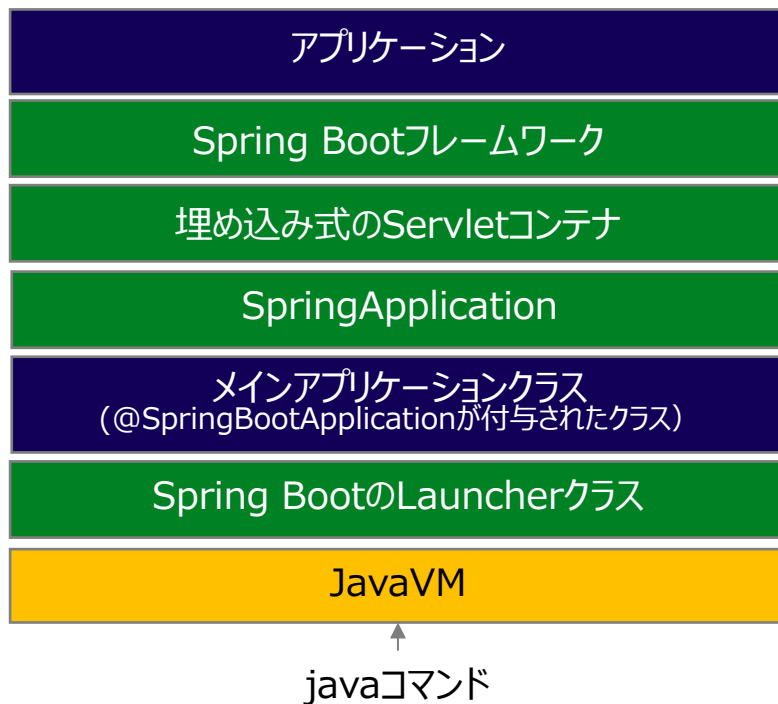 アプリケーション
Spring Bootフレームワーク
埋め込み式のServletコンテナ
SpringApplication
メインアプリケーションクラス
(@SpringBootApplicationが付与されたクラス)
Spring BootのLauncherクラス
JavaVM
javaコマンド